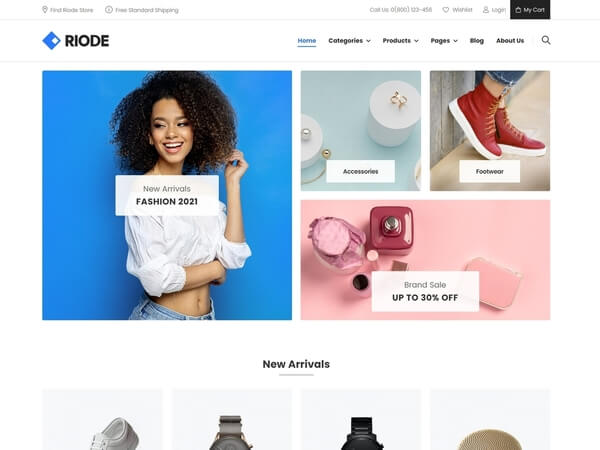 Find Riode Store
Free Standard Shipping
Call Us: 0(800) 123-456
Wishlist
Login
My Cart
RIODE
Home
Categories
Products
Pages
Blog
About Us
New Arrivals
FASHION 2021
Accessories
Footwear
Brand Sale
UP TO 30% OFF
New Arrivals